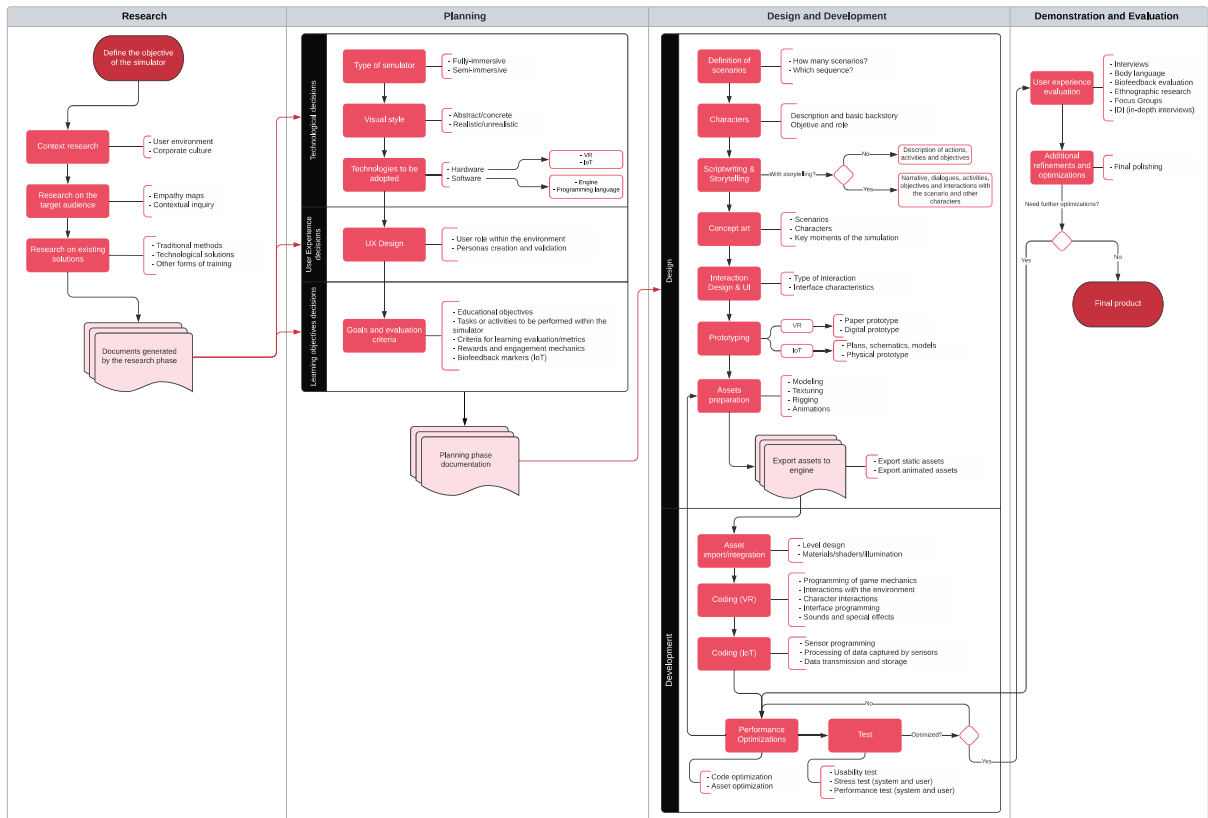 Research
Planning
Design and Development
Demonstration and Evaluation
Define the objective
of the simulator
Context research
- User environment
- Corporate culture
Research on the
target audience
- Empathy maps
- Contextual inquiry
Research on existing
solutions
- Traditional methods
- Technological solutions
- Other forms of training
Documents generated
by the research phase
Technological decisions
Type of simulator
- Fully-immersive
- Semi-immersive
Visual style
- Abstract/concrete
- Realistic/unrealistic
Technologies to be
adopted
- Hardware
- Software
- VR
- IoT
- Engine
- Programming language
User Experience
decisions
UX Design
- User role within the environment
- Personas creation and validation
Learning objectives decisions
Goals and evaluation
criteria
- Educational objectives
- Tasks or activities to be performed within the
simulator
- Criteria for learning evaluation/metrics
- Rewards and engagement mechanics
- Biofeedback markers (IoT)
Planning phase
documentation
Design
Definition of
scenarios
- How many scenarios?
- Which sequence?
Characters
Description and basic backstory
Objetive and role
Scriptwriting &
Storytelling
With storytelling?
No
Description of actions,
activities and objectives
Yes
Narrative, dialogues, activities,
objectives and interactions with
the scenario and other
characters
Concept art
- Scenarios
- Characters
- Key moments of the simulation
Interaction
Design & UI
- Type of interaction
- Interface characteristics
Prototyping
VR
- Paper prototype
- Digital prototype
IoT
- Plans, schematics, models
- Physical prototype
Assets
preparation
- Modeling
- Texturing
- Rigging
- Animations
Export assets to
engine
- Export static assets
- Export animated assets
Development
Asset
import/integration
- Level design
- Materials/shaders/illumination
Coding (VR)
- Programming of game mechanics
- Interactions with the environment
- Character interactions
- Interface programming
- Sounds and special effects
Coding (IoT)
- Sensor programming
- Processing of data captured by sensors
- Data transmission and storage
No
Performance
Optimizations
Test
Optimized?
Yes
- Code optimization
- Asset optimization
- Usability test
- Stress test (system and user)
- Performance test (system and user)
User experience
evaluation
- Interviews
- Body language
- Biofeedback evaluation
- Ethnographic research
- Focus Groups
- IDI (in-depth interviews)
Additional
refinements and
optimizations
- Final polishing
Need further optimizations?
Yes
No
Final product